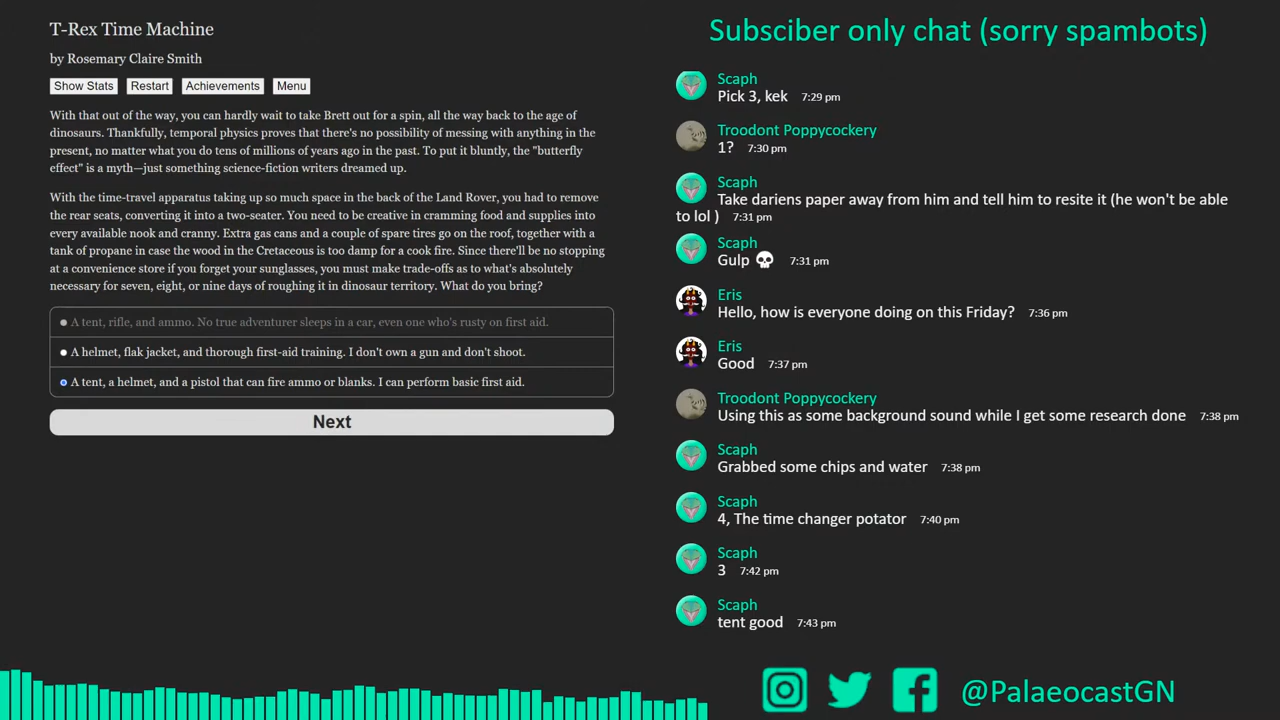 T-Rex Time Machine
by Rosemary Claire Smith
Show Stats
Restart
Achievements
Menu
With that out of the way, you can hardly wait to take Brett out for a spin, all the way back to the age of
dinosaurs. Thankfully, temporal physics proves that there's no possibility of messing with anything in the
present, no matter what you do tens of millions of years ago in the past. To put it bluntly, the "butterfly
effect" is a myth—just something science-fiction writers dreamed up.
With the time-travel apparatus taking up so much space in the back of the Land Rover, you had to remove
the rear seats, converting it into a two-seater. You need to be creative in cramming food and supplies into
every available nook and cranny. Extra gas cans and a couple of spare tires go on the roof, together with a
tank of propane in case the wood in the Cretaceous is too damp for a cook fire. Since there'll be no stopping
at a convenience store if you forget your sunglasses, you must make trade-offs as to what's absolutely
necessary for seven, eight, or nine days of roughing it in dinosaur territory. What do you bring?
A tent, rifle, and ammo. No true adventurer sleeps in a car, even one who's rusty on first aid.
A helmet, flak jacket, and thorough first-aid training. I don't own a gun and don't shoot.
A tent, a helmet, and a pistol that can fire ammo or blanks. I can perform basic first aid.
Next
Subsciber only chat (sorry spambots)
Scaph
Pick 3, kek 7:29 pm
Troodont Poppycockery
1? 7:30 pm
Scaph
Take dariens paper away from him and tell him to resite it (he won't be able
to lol ) 7:31 pm
Scaph
Gulp 💀 7:31 pm
Eris
Hello, how is everyone doing on this Friday? 7:36 pm
Eris
Good 7:37 pm
Troodont Poppycockery
Using this as some background sound while I get some research done 7:38 pm
Scaph
Grabbed some chips and water 7:38 pm
Scaph
4, The time changer potator 7:40 pm
Scaph
3 7:42 pm
Scaph
tent good 7:43 pm
@PalaeocastGN